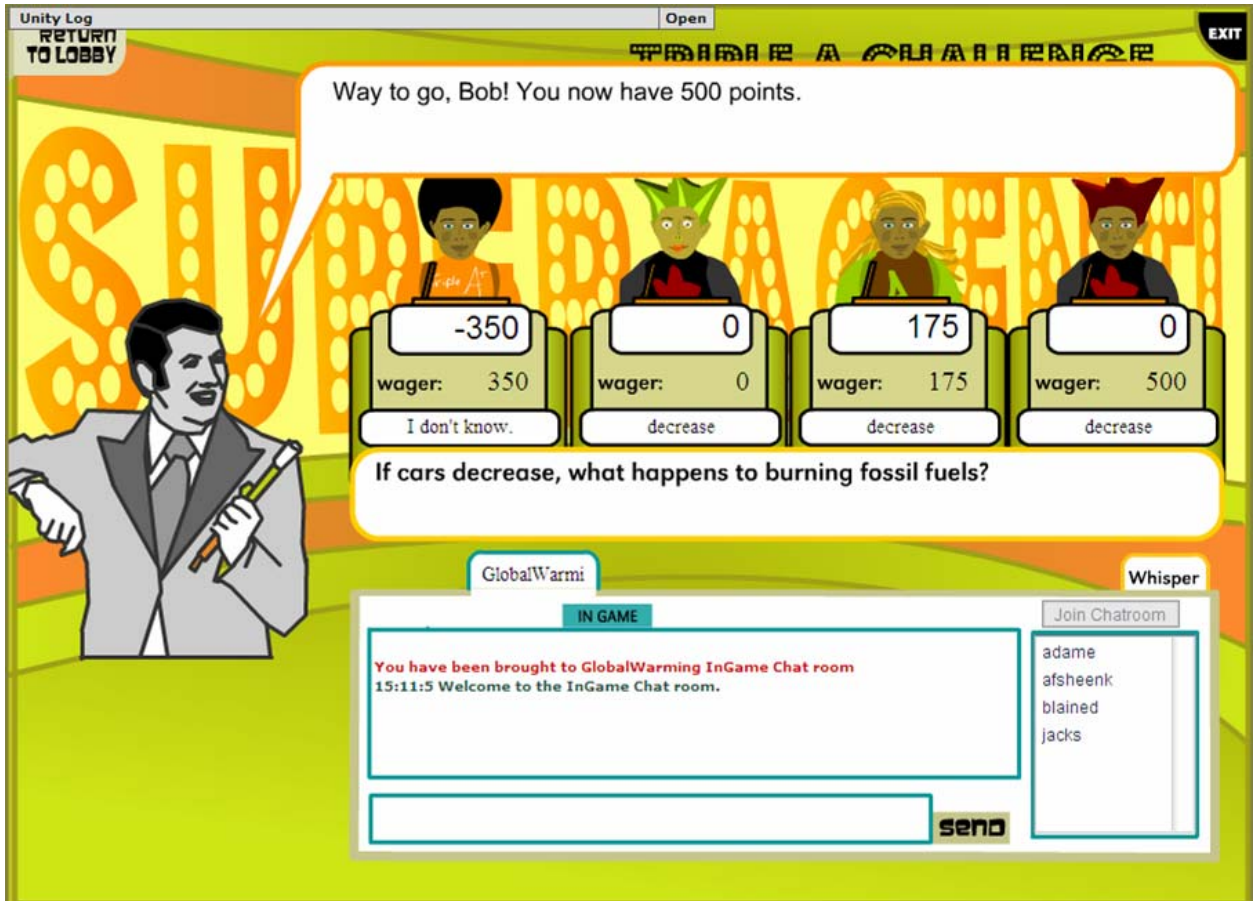 Unity Log
Open
RETURN
TO LOBBY
EXIT
Way to go, Bob! You now have 500 points.
Triple A
-350
0
175
0
wager: 350
wager: 0
wager: 175
wager: 500
I don't know.
decrease
decrease
decrease
If cars decrease, what happens to burning fossil fuels?
GlobalWarmi
Whisper
IN GAME
Join Chatroom
You have been brought to GlobalWarming InGame Chat room
15:11:5 Welcome to the InGame Chat room.
adame
afsheenk
blained
jacks
SEND